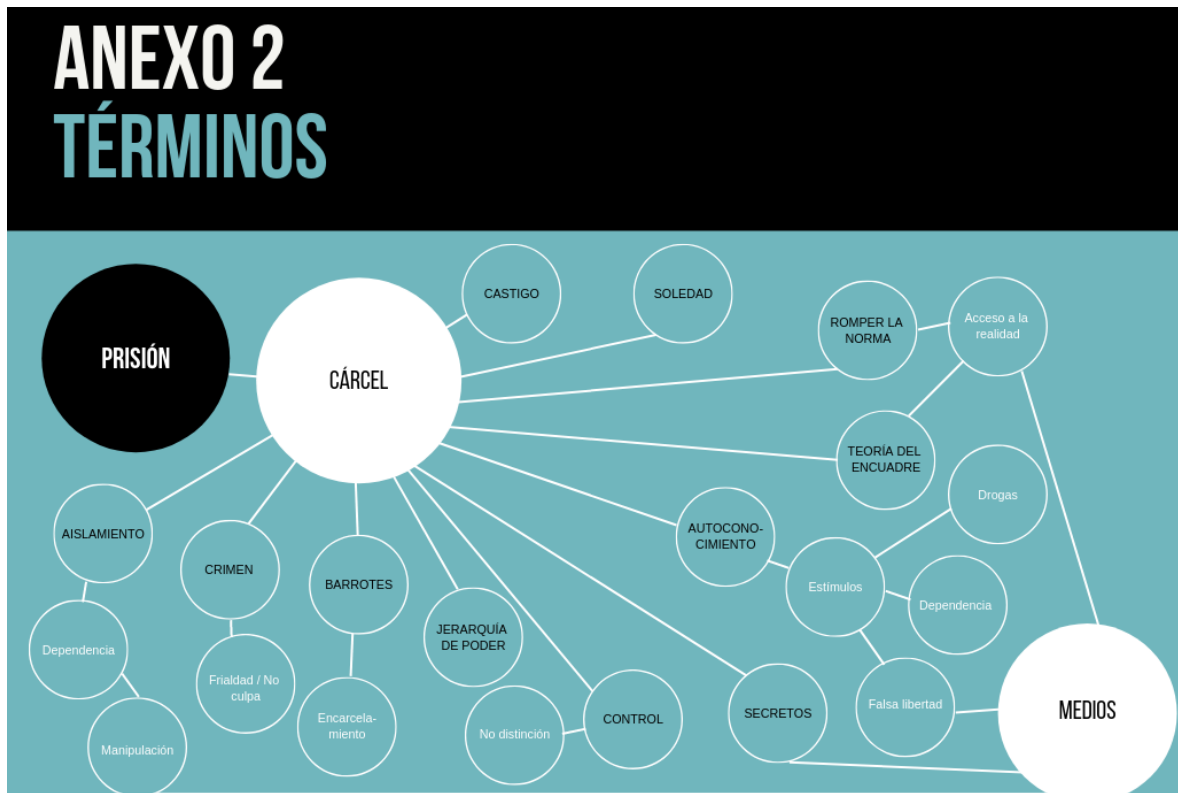 ANEXO 2
TÉRMINOS
PRISIÓN
CÁRCEL
CASTIGO
SOLEDAD
ROMPER LA
NORMA
Acceso a la
realidad
TEORÍA DEL
ENCUADRE
Drogas
AUTOCONO-
CIMIENTO
Estímulos
Dependencia
Falsa libertad
MEDIOS
AISLAMIENTO
Dependencia
Manipulación
CRIMEN
Frialdad / No
culpa
BARROTES
Encarcela-
miento
JERARQUÍA
DE PODER
No distinción
CONTROL
SECRETOS